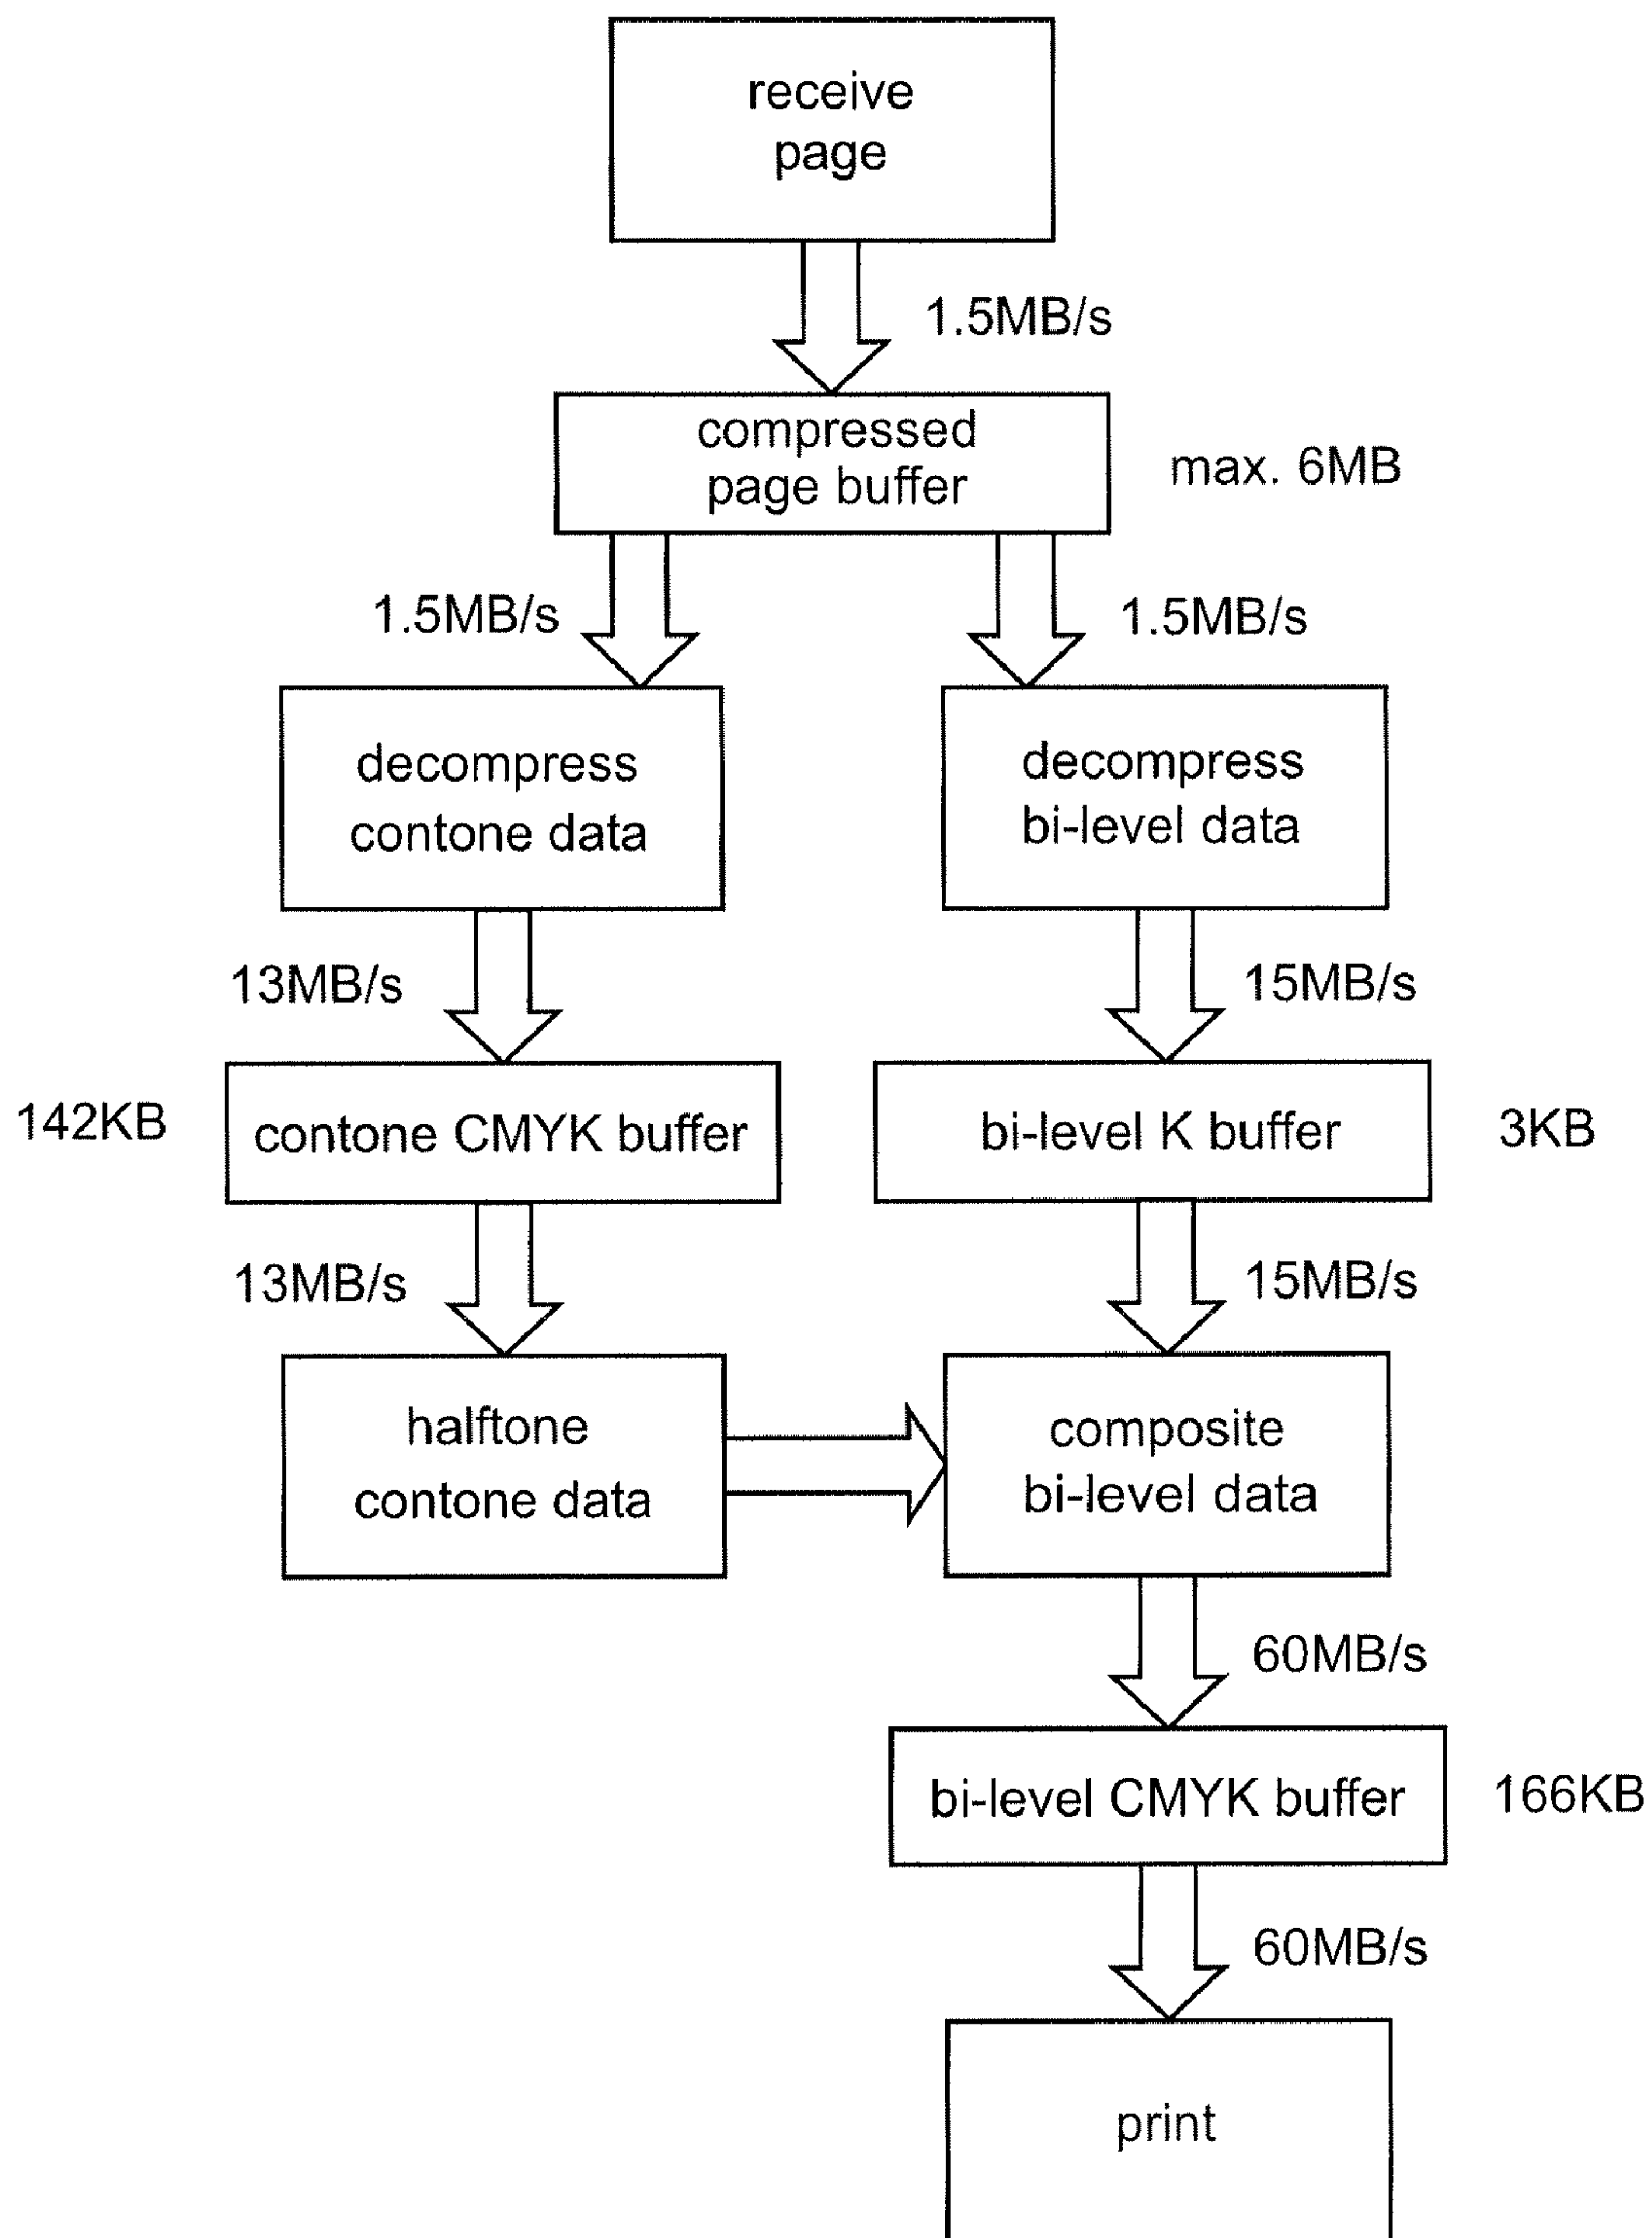 receive
page
1.5MB/s
compressed
page buffer
max. 6MB
1.5MB/s
1.5MB/s
decompress
contone data
decompress
bi-level data
13MB/s
15MB/s
142KB
contone CMYK buffer
bi-level K buffer
3KB
13MB/s
15MB/s
halftone
contone data
composite
bi-level data
60MB/s
bi-level CMYK buffer
166KB
60MB/s
print